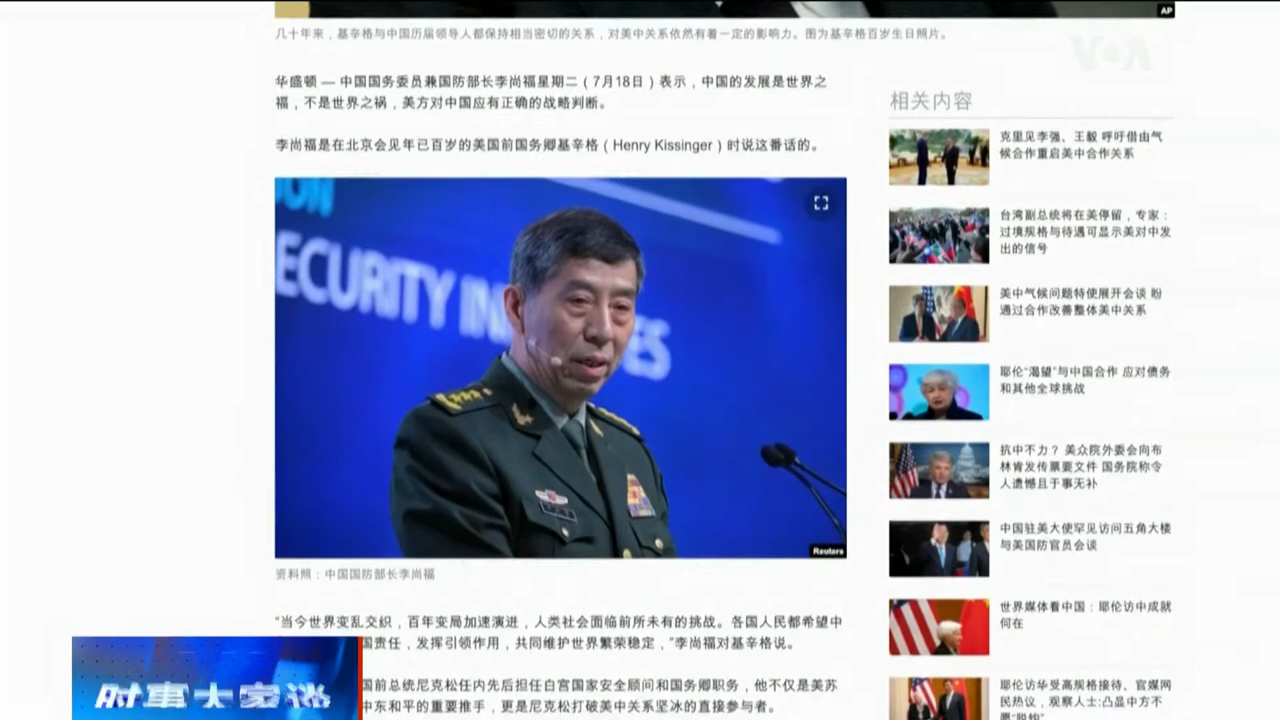 AP
几十年来，基辛格与中国历届领导人都保持相当密切的关系，对美中关系依然有着一定的影响力。图为基辛格百岁生日照片。
VOA
华盛顿 — 中国国务委员兼国防部长李尚福星期二（7月18日）表示，中国的发展是世界之
福，不是世界之祸，美方对中国应有正确的战略判断。
李尚福是在北京会见年已百岁的美国前国务卿基辛格（Henry Kissinger）时说这番话的。
ECURITY IN
ES
Reuters
资料照：中国国防部长李尚福
“当今世界变乱交织，百年变局加速演进，人类社会面临前所未有的挑战。各国人民都希望中
国责任，发挥引领作用，共同维护世界繁荣稳定，”李尚福对基辛格说。
国前总统尼克松任内先后担任白宫国家安全顾问和国务卿职务，他不仅是美苏
中东和平的重要推手，更是尼克松打破美中关系坚冰的直接参与者。
时事大家谈
相关内容
克里见李强、王毅 呼吁借由气
候合作重启美中合作关系
台湾副总统将在美停留，专家：
过境规格与待遇可显示美对中发
出的信号
美中气候问题特使展开会谈 盼
通过合作改善整体美中关系
耶伦“渴望”与中国合作 应对债务
和其他全球挑战
抗中不力？ 美众院外委会向布
林肯发传票要文件 国务院称令
人遗憾且于事无补
中国驻美大使罕见访问五角大楼
与美国防官员会谈
世界媒体看中国：耶伦访中成就
何在
耶伦访华受高规格接待、官媒网
民热议，观察人士:凸显中方不
愿“脱钩”